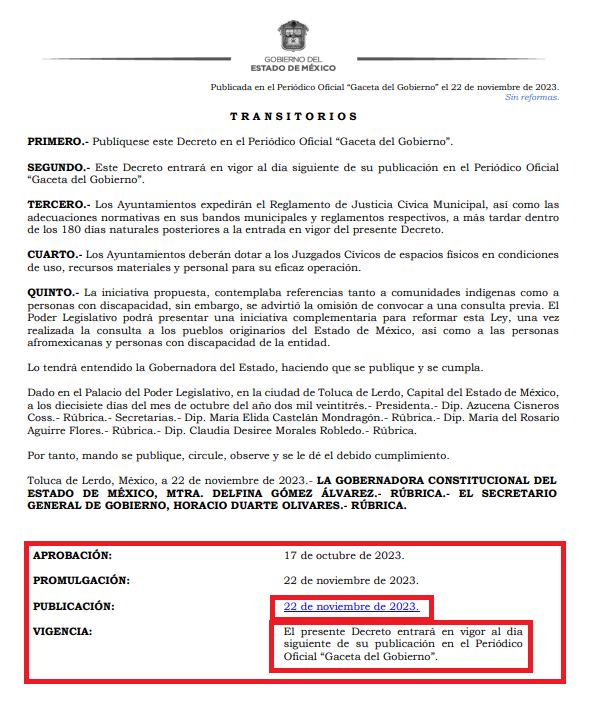 GOBIERNO DEL
ESTADO DE MÉXICO
Publicada en el Periódico Oficial “Gaceta del Gobierno” el 22 de noviembre de 2023.
Sin reformas.
T R A N S I T O R I O S
PRIMERO.- Publíquese este Decreto en el Periódico Oficial “Gaceta del Gobierno”.
SEGUNDO.- Este Decreto entrará en vigor al día siguiente de su publicación en el Periódico Oficial
“Gaceta del Gobierno”.
TERCERO.- Los Ayuntamientos expedirán el Reglamento de Justicia Cívica Municipal, así como las
adecuaciones normativas en sus bandos municipales y reglamentos respectivos, a más tardar dentro
de los 180 días naturales posteriores a la entrada en vigor del presente Decreto.
CUARTO.- Los Ayuntamientos deberán dotar a los Juzgados Cívicos de espacios físicos en condiciones
de uso, recursos materiales y personal para su eficaz operación.
QUINTO.- La iniciativa propuesta, contemplaba referencias tanto a comunidades indígenas como a
personas con discapacidad, sin embargo, se advirtió la omisión de convocar a una consulta previa. El
Poder Legislativo podrá presentar una iniciativa complementaria para reformar esta Ley, una vez
realizada la consulta a los pueblos originarios del Estado de México, así como a las personas
afromexicanas y personas con discapacidad de la entidad.
Lo tendrá entendido la Gobernadora del Estado, haciendo que se publique y se cumpla.
Dado en el Palacio del Poder Legislativo, en la ciudad de Toluca de Lerdo, Capital del Estado de México,
a los diecisiete días del mes de octubre del año dos mil veintitrés.- Presidenta.- Dip. Azucena Cisneros
Coss.- Rúbrica.- Secretarias.- Dip. María Elida Castelán Mondragón.- Rúbrica.- Dip. María del Rosario
Aguirre Flores.- Rúbrica.- Dip. Claudia Desiree Morales Robledo.- Rúbrica.
Por tanto, mando se publique, circule, observe y se le dé el debido cumplimiento.
Toluca de Lerdo, México, a 22 de noviembre de 2023.- LA GOBERNADORA CONSTITUCIONAL DEL
ESTADO DE MÉXICO, MTRA. DELFINA GÓMEZ ÁLVAREZ.- RÚBRICA.- EL SECRETARIO
GENERAL DE GOBIERNO, HORACIO DUARTE OLIVARES.- RÚBRICA.
APROBACIÓN: 17 de octubre de 2023.
PROMULGACIÓN: 22 de noviembre de 2023.
PUBLICACIÓN: 22 de noviembre de 2023.
VIGENCIA: El presente Decreto entrará en vigor al día
siguiente de su publicación en el Periódico
Oficial “Gaceta del Gobierno”.